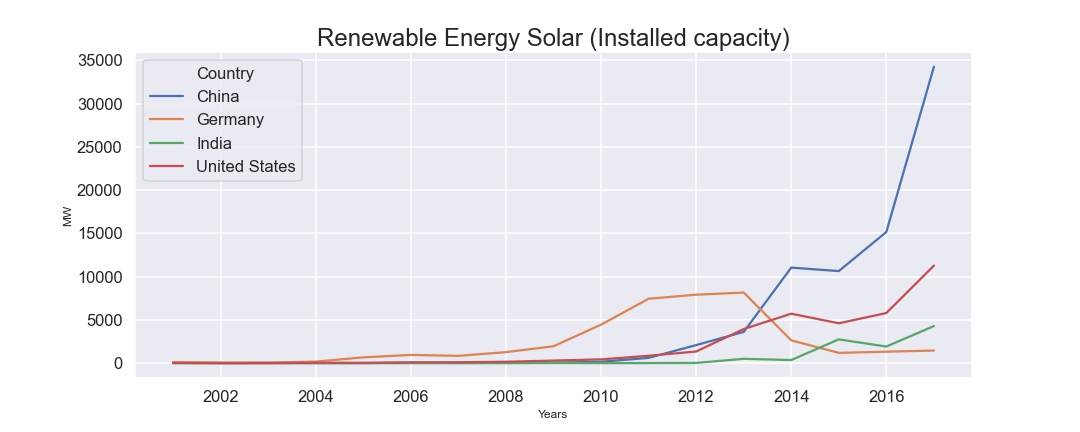 Renewable Energy Solar (Installed capacity)
35000
30000
25000
20000
15000
10000
5000
0
MW
Country
China
Germany
India
United States
2002 2004 2006 2008 2010 2012 2014 2016
Years